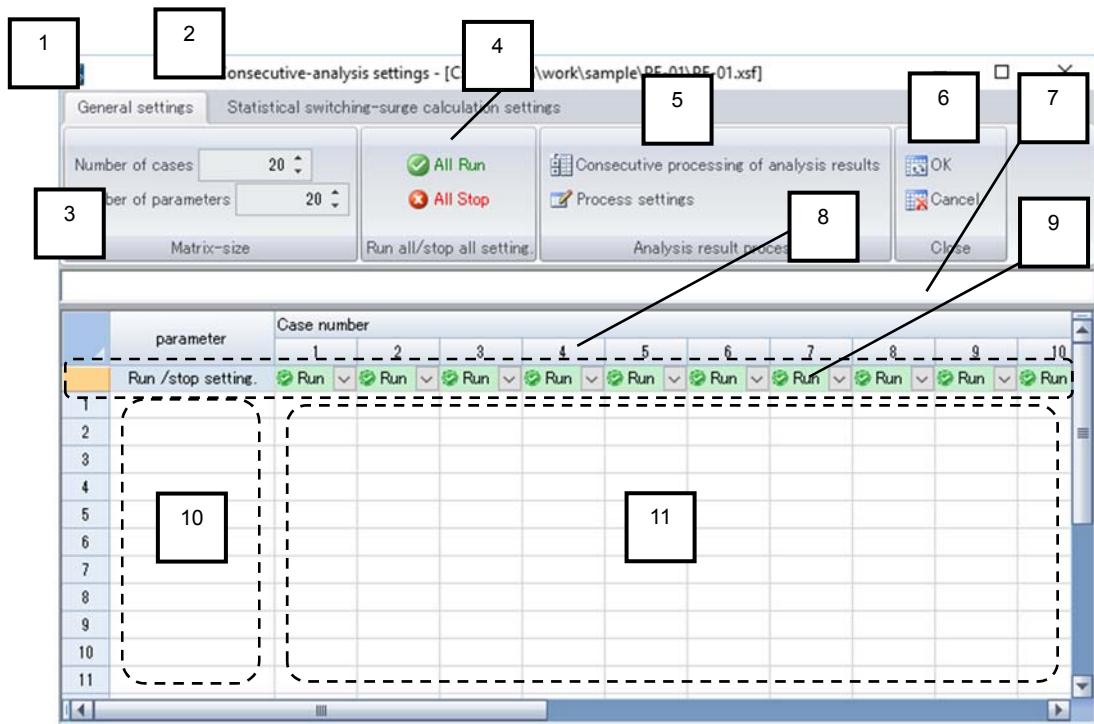 1
2
4
onsecutive-analysis settings - [C \work\sample\PE-01\PE-01.xsf]
5
6
7
General settings Statistical switching-surge calculation settings
Number of cases 20
All Run
Consecutive processing of analysis results
OK
3
ber of parameters 20
All Stop
Process settings
Cancel
8
9
Matrix-size
Run all/stop all setting.
Analysis result proce
Close
parameter
Case number
1 2 3 4 5 6 7 8 9 10
Run /stop setting. Run Run Run Run Run Run Run Run Run Run
1
2
3
4
5
10
11
6
7
8
9
10
11